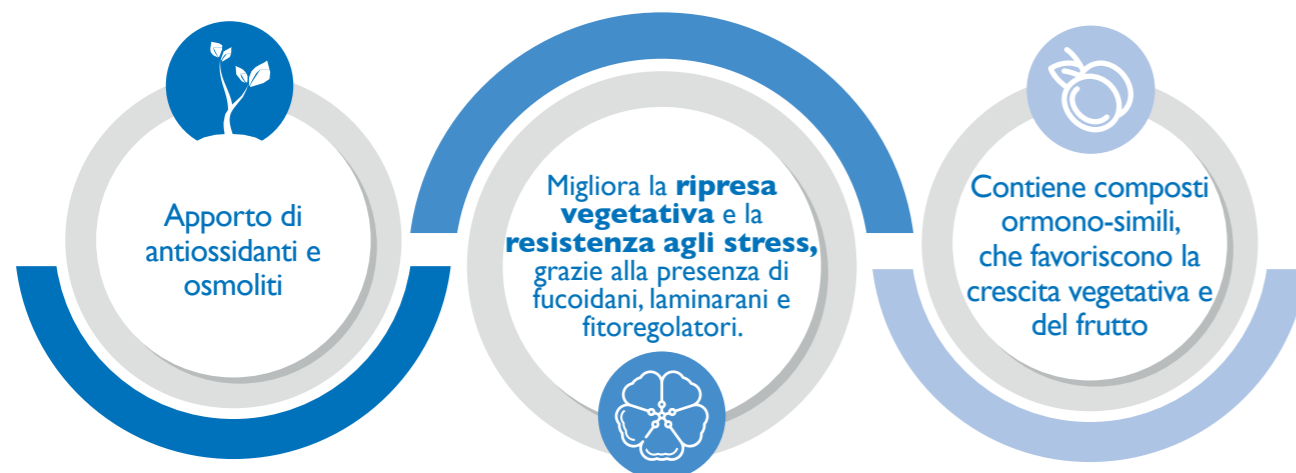 Apporto di
antiossidanti e
osmoliti
Migliora la ripresa
vegetativa e la
resistenza agli stress,
grazie alla presenza di
fucoidani, laminarani e
fitoregolatori.
Contiene composti
ormono-simili,
che favoriscono la
crescita vegetativa e
del frutto